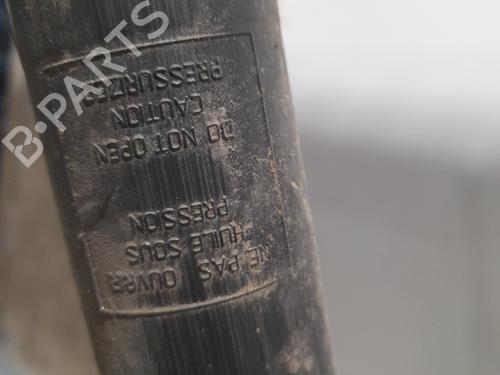 NE PAS OUVRIR
HUILE SOUS
PRESSION
DO NOT OPEN
CAUTION
PRESSURIZED
B-PARTS